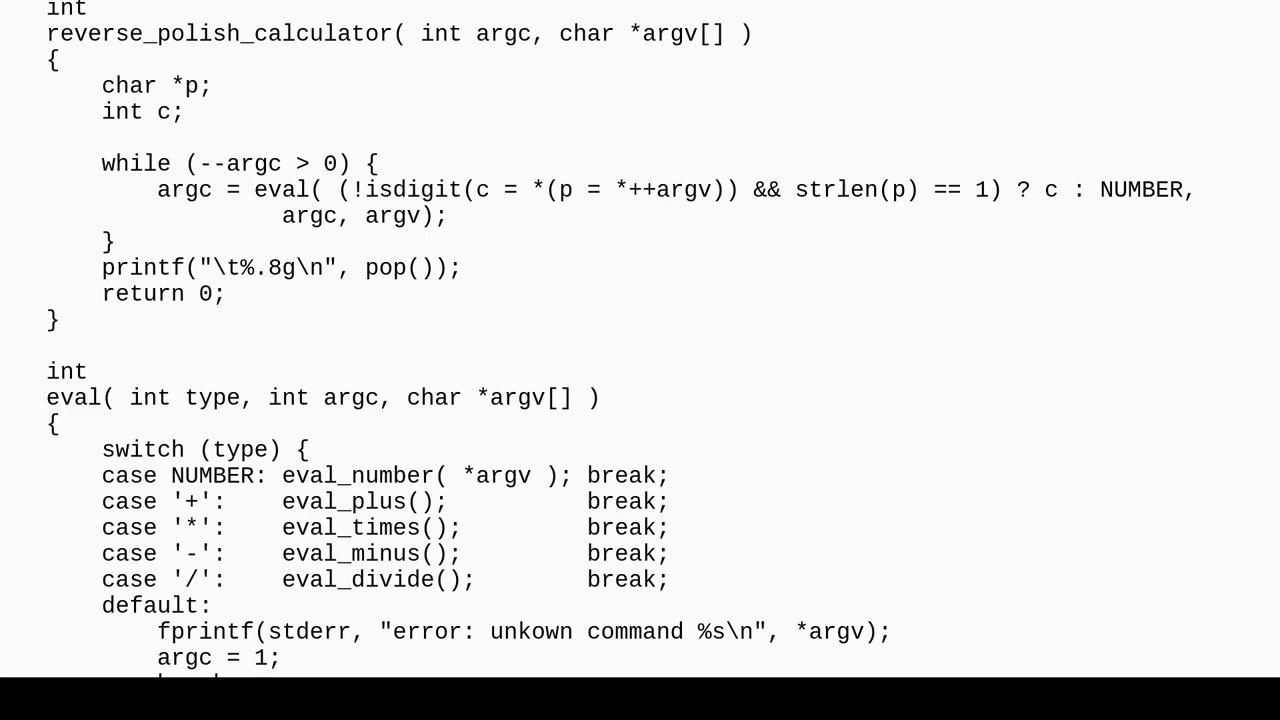 int
reverse_polish_calculator( int argc, char *argv[] )
{
    char *p;
    int c;

    while (--argc > 0) {
        argc = eval( (!isdigit(c = *(p = *++argv)) && strlen(p) == 1) ? c : NUMBER,
                 argc, argv);
    }
    printf("\t%.8g\n", pop());
    return 0;
}

int
eval( int type, int argc, char *argv[] )
{
    switch (type) {
    case NUMBER: eval_number( *argv ); break;
    case '+':    eval_plus();          break;
    case '*':    eval_times();         break;
    case '-':    eval_minus();         break;
    case '/':    eval_divide();        break;
    default:
        fprintf(stderr, "error: unkown command %s\n", *argv);
        argc = 1;